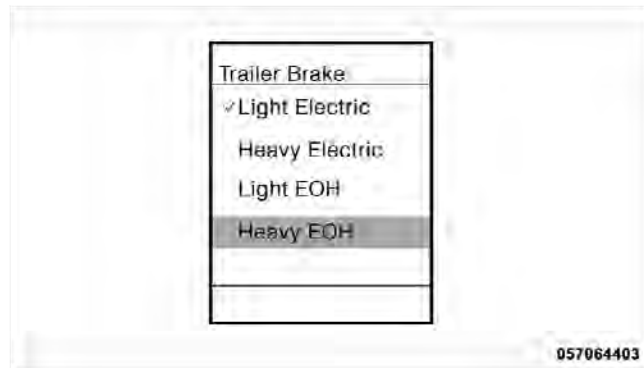 Trailer Brake
✓Light Electric
Heavy Electric
Light EOH
Heavy EOH
057064403